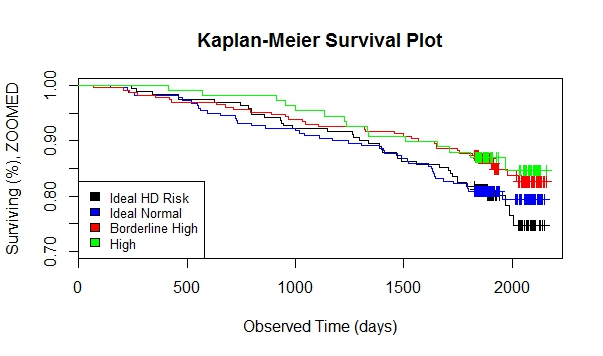 Kaplan-Meier Survival Plot
Surviving (%), ZOOMED
1.00
0.90
0.80
0.70
Ideal HD Risk
Ideal Normal
Borderline High
High
0 500 1000 1500 2000
Observed Time (days)